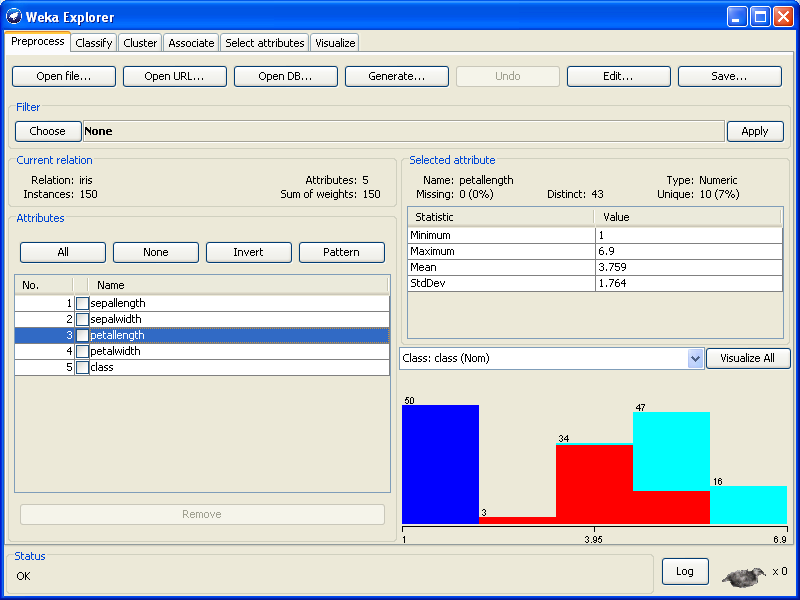 Weka Explorer
Preprocess Classify Cluster Associate Select attributes Visualize
Open file... Open URL... Open DB... Generate... Undo Edit... Save...
Filter
Choose None Apply
Current relation
Relation: iris Attributes: 5
Instances: 150 Sum of weights: 150
Attributes
All None Invert Pattern
No. Name
1 sepallength
2 sepalwidth
3 petallength
4 petalwidth
5 class
Remove
Selected attribute
Name: petallength Type: Numeric
Missing: 0 (0%) Distinct: 43 Unique: 10 (7%)
Statistic Value
Minimum 1
Maximum 6.9
Mean 3.759
StdDev 1.764
Class: class (Nom) Visualize All
50
47
34
16
3
1 3.95 6.9
Status
OK
Log x 0